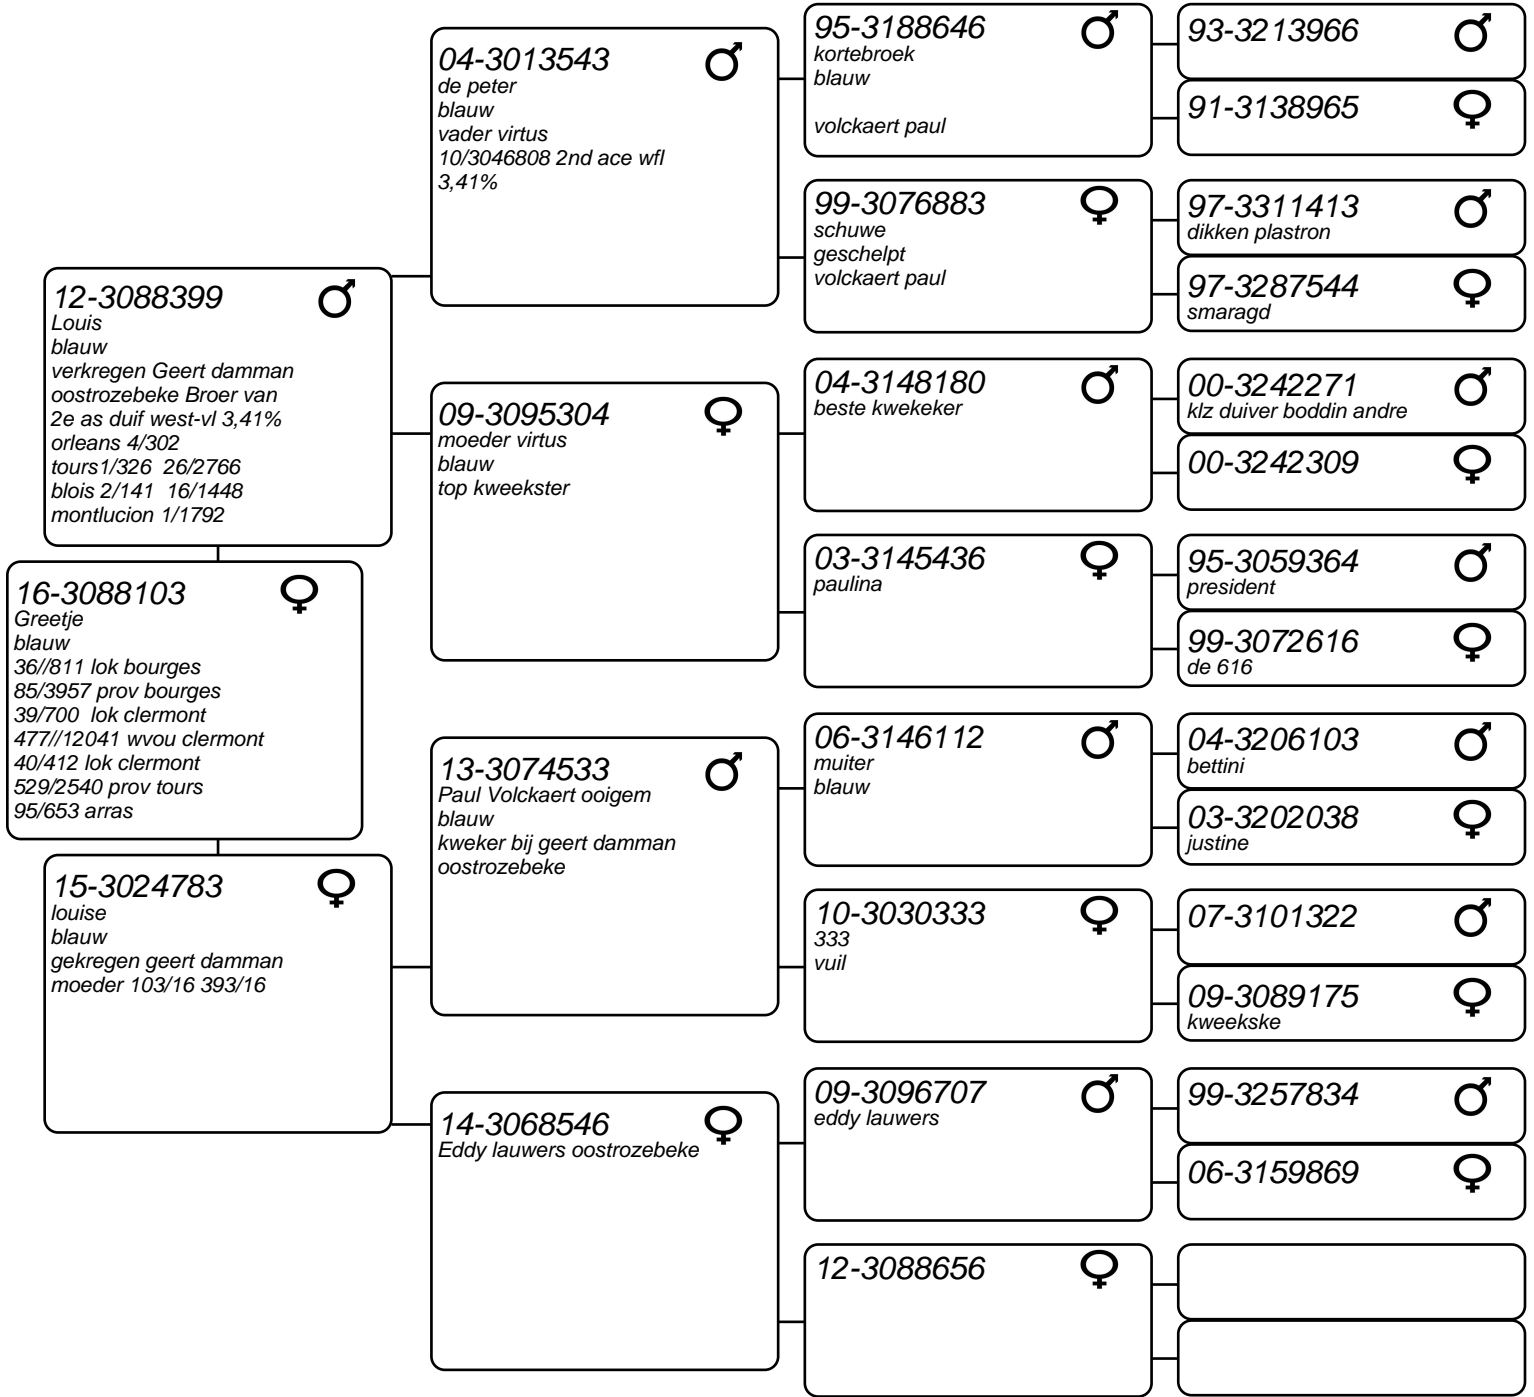 16-3088103
Greetje
blauw
36//811 lok bourges
85/3957 prov bourges
39/700 lok clermont
477//12041 wvou clermont
40/412 lok clermont
529/2540 prov tours
95/653 arras
12-3088399
Louis
blauw
verkregen Geert damman
oostrozebeke Broer van
2e as duif west-vl 3,41%
orleans 4/302
tours1/326 26/2766
blois 2/141 16/1448
montlucion 1/1792
15-3024783
louise
blauw
gekregen geert damman
moeder 103/16 393/16
04-3013543
de peter
blauw
vader virtus
10/3046808 2nd ace wfl
3,41%
09-3095304
moeder virtus
blauw
top kweekster
13-3074533
Paul Volckaert ooigem
blauw
kweker bij geert damman
oostrozebeke
14-3068546
Eddy lauwers oostrozebeke
95-3188646
kortebroek
blauw
volckaert paul
99-3076883
schuwe
geschelpt
volckaert paul
04-3148180
beste kwekeker
03-3145436
paulina
06-3146112
muiter
blauw
10-3030333
333
vuil
09-3096707
eddy lauwers
12-3088656
93-3213966
91-3138965
97-3311413
dikken plastron
97-3287544
smaragd
00-3242271
klz duiver boddin andre
00-3242309
95-3059364
president
99-3072616
de 616
04-3206103
bettini
03-3202038
justine
07-3101322
09-3089175
kweekske
99-3257834
06-3159869